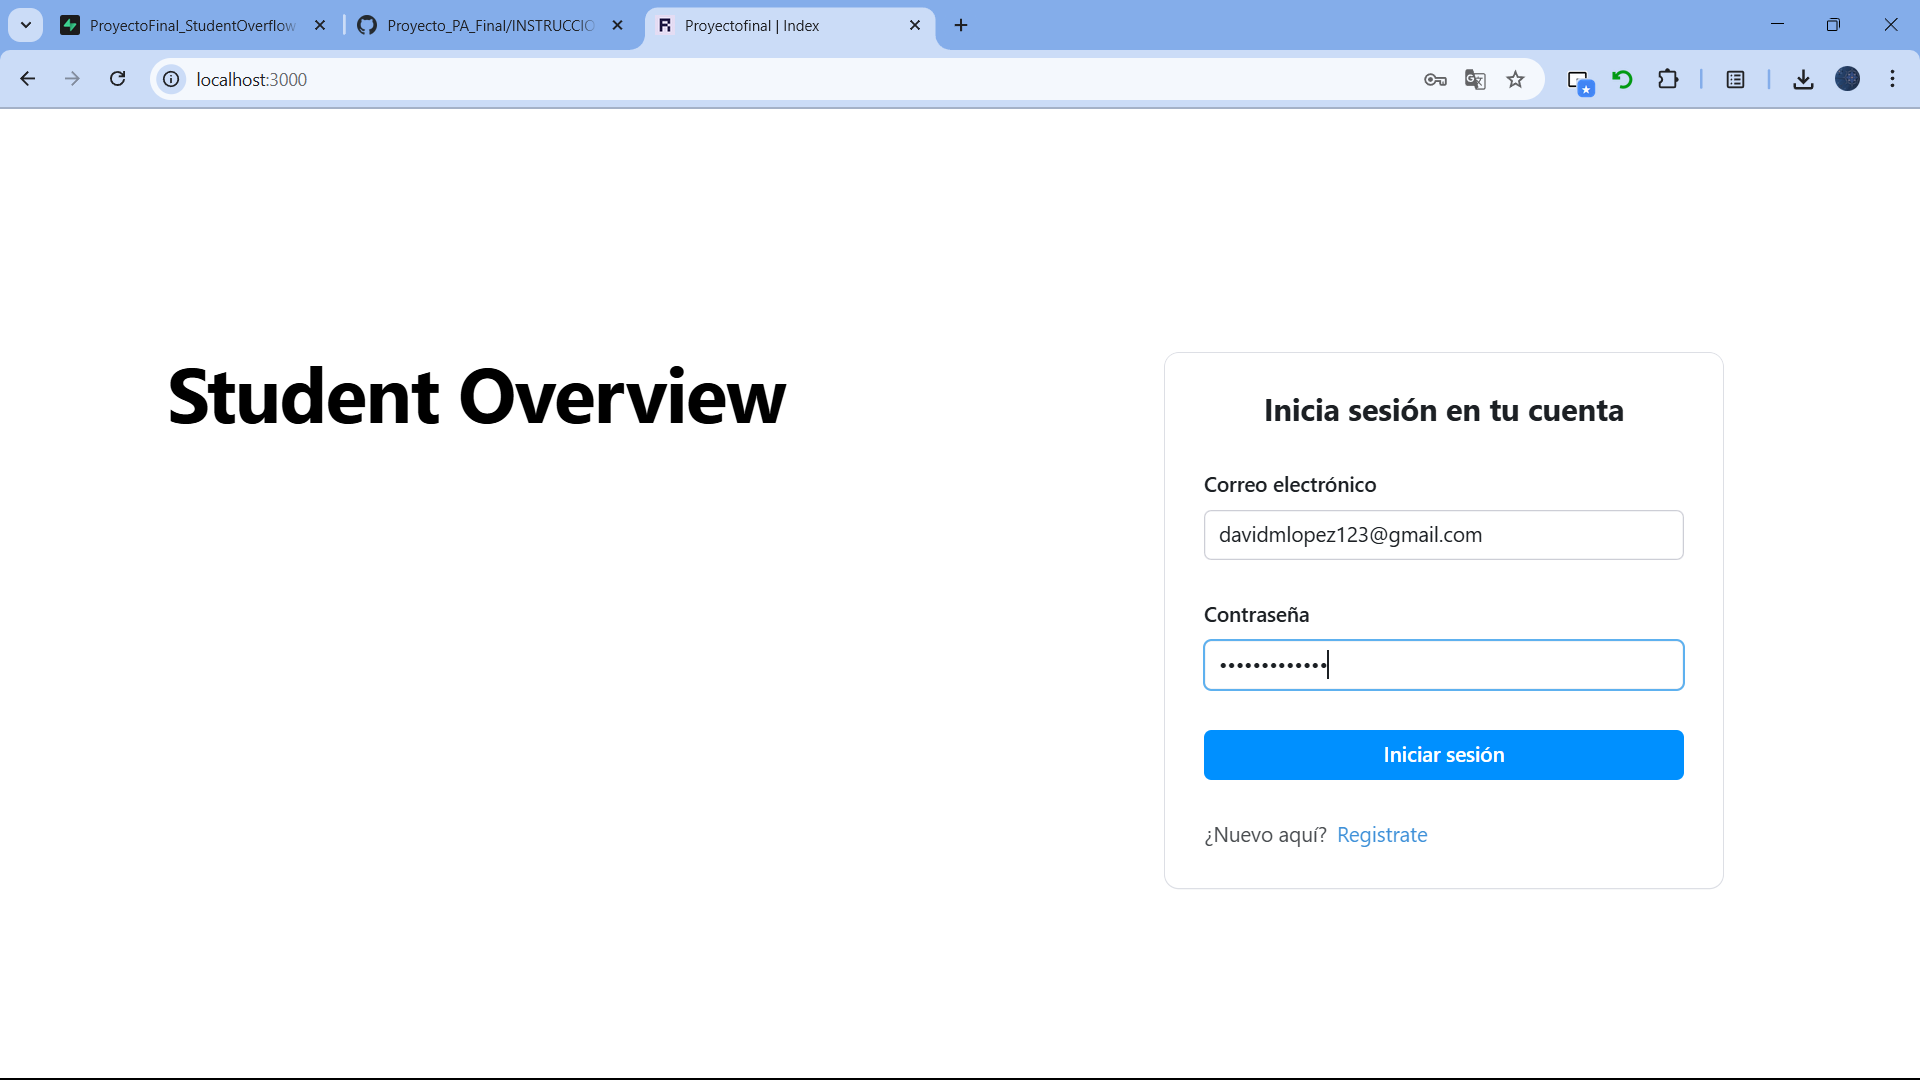 ProyectoFinal_StudentOverflow
Proyecto_PA_Final/INSTRUCCIO
Proyectofinal | Index
localhost:3000
Student Overview
Inicia sesión en tu cuenta
Correo electrónico
davidmlopez123@gmail.com
Contraseña
•••••••••••••
Iniciar sesión
¿Nuevo aquí? Registrate